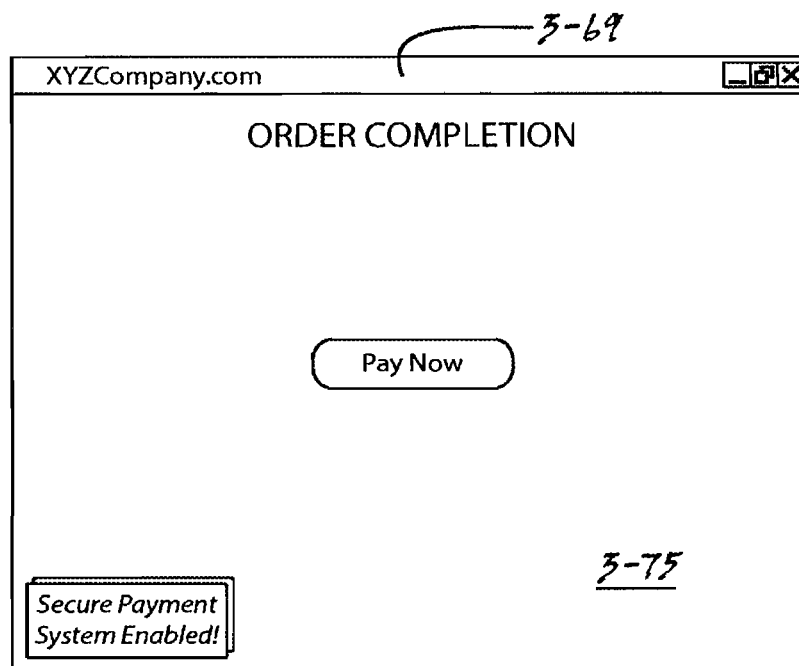 3-69
XYZCompany.com
ORDER COMPLETION
Pay Now
3-75
Secure Payment
System Enabled!